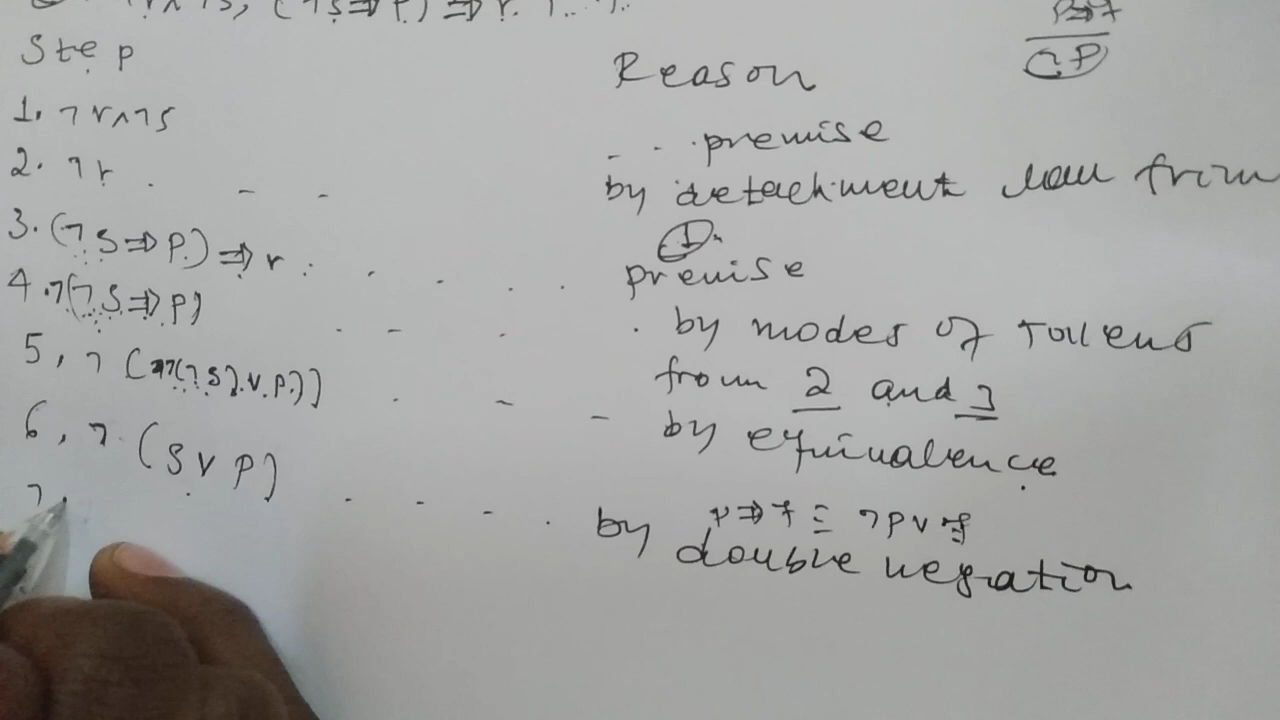 r∧¬s, (¬s⇒p)⇒r
p⇒q
¬p
Step Reason
1. ¬r∧¬s ... premise
2. ¬r . - - by detachment law from
①.
3. (¬s⇒p)⇒r : . . . . premise
4. ¬(¬s⇒p) . - . . by modes of Tollens
from 2 and 3
5, ¬(¬(¬s).v.p)) . - - by equivalence
p⇒q ≡ ¬p∨q
6, ¬(s∨p) . - - . by double negation
7.